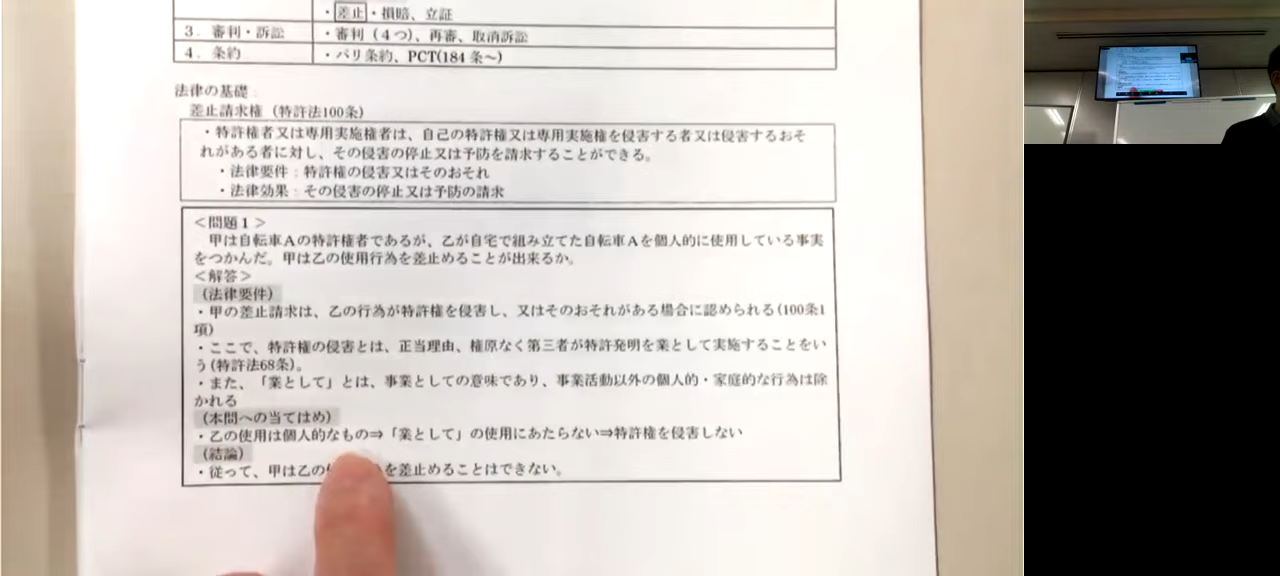 ・差止・損賠、立証
3．審判・訴訟 ・審判（4つ）、再審、取消訴訟
4．条約 ・パリ条約、PCT(184条～)
法律の基礎
差止請求権（特許法100条）
・特許権者又は専用実施権者は、自己の特許権又は専用実施権を侵害する者又は侵害するおそ
れがある者に対し、その侵害の停止又は予防を請求することができる。
・法律要件：特許権の侵害又はそのおそれ
・法律効果：その侵害の停止又は予防の請求
＜問題1＞
甲は自転車Aの特許権者であるが、乙が自宅で組み立てた自転車Aを個人的に使用している事実
をつかんだ。甲は乙の使用行為を差止めることが出来るか。
＜解答＞
（法律要件）
・甲の差止請求は、乙の行為が特許権を侵害し、又はそのおそれがある場合に認められる(100条1
項)
・ここで、特許権の侵害とは、正当理由、権原なく第三者が特許発明を業として実施することをい
う(特許法68条)。
・また、「業として」とは、事業としての意味であり、事業活動以外の個人的・家庭的な行為は除
かれる
（本問への当てはめ）
・乙の使用は個人的なもの⇒「業として」の使用にあたらない⇒特許権を侵害しない
（結論）
・従って、甲は乙の を差止めることはできない。